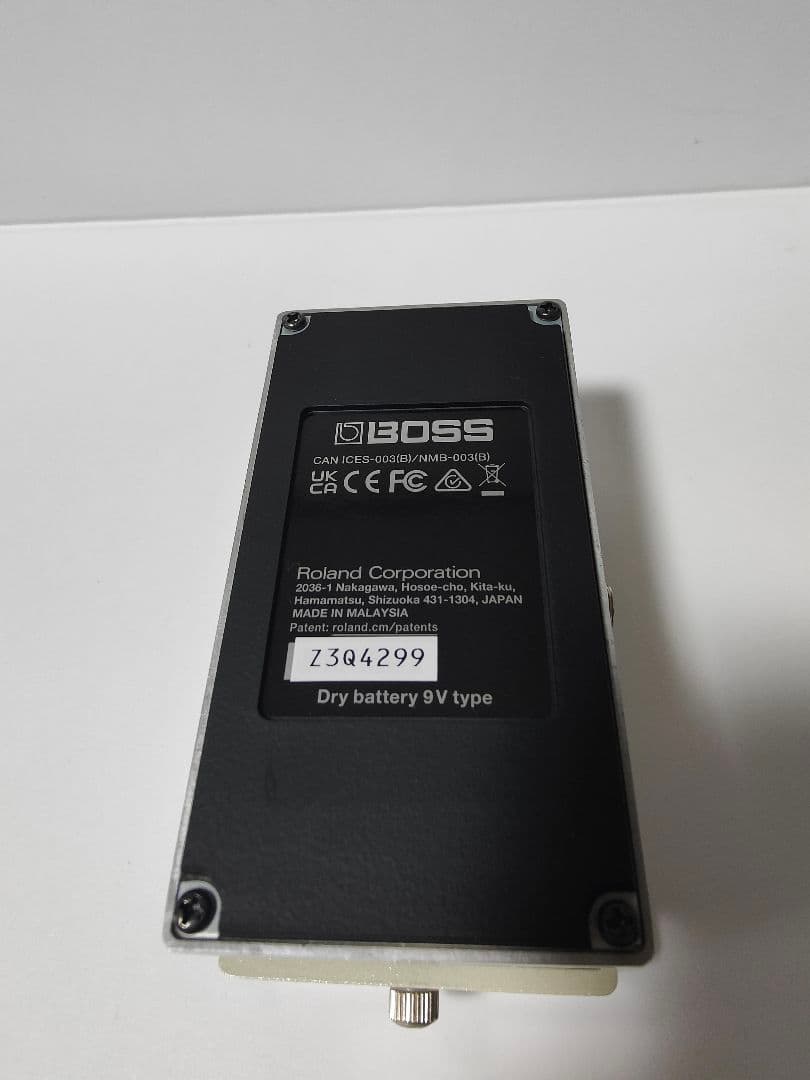 BOSS
CAN ICES-003(B)/NMB-003(B)
UK CA CE FC
Roland Corporation
2036-1 Nakagawa, Hosoe-cho, Kita-ku,
Hamamatsu, Shizuoka 431-1304, JAPAN
MADE IN MALAYSIA
Patent: roland.cm/patents
Z3Q4299
Dry battery 9V type